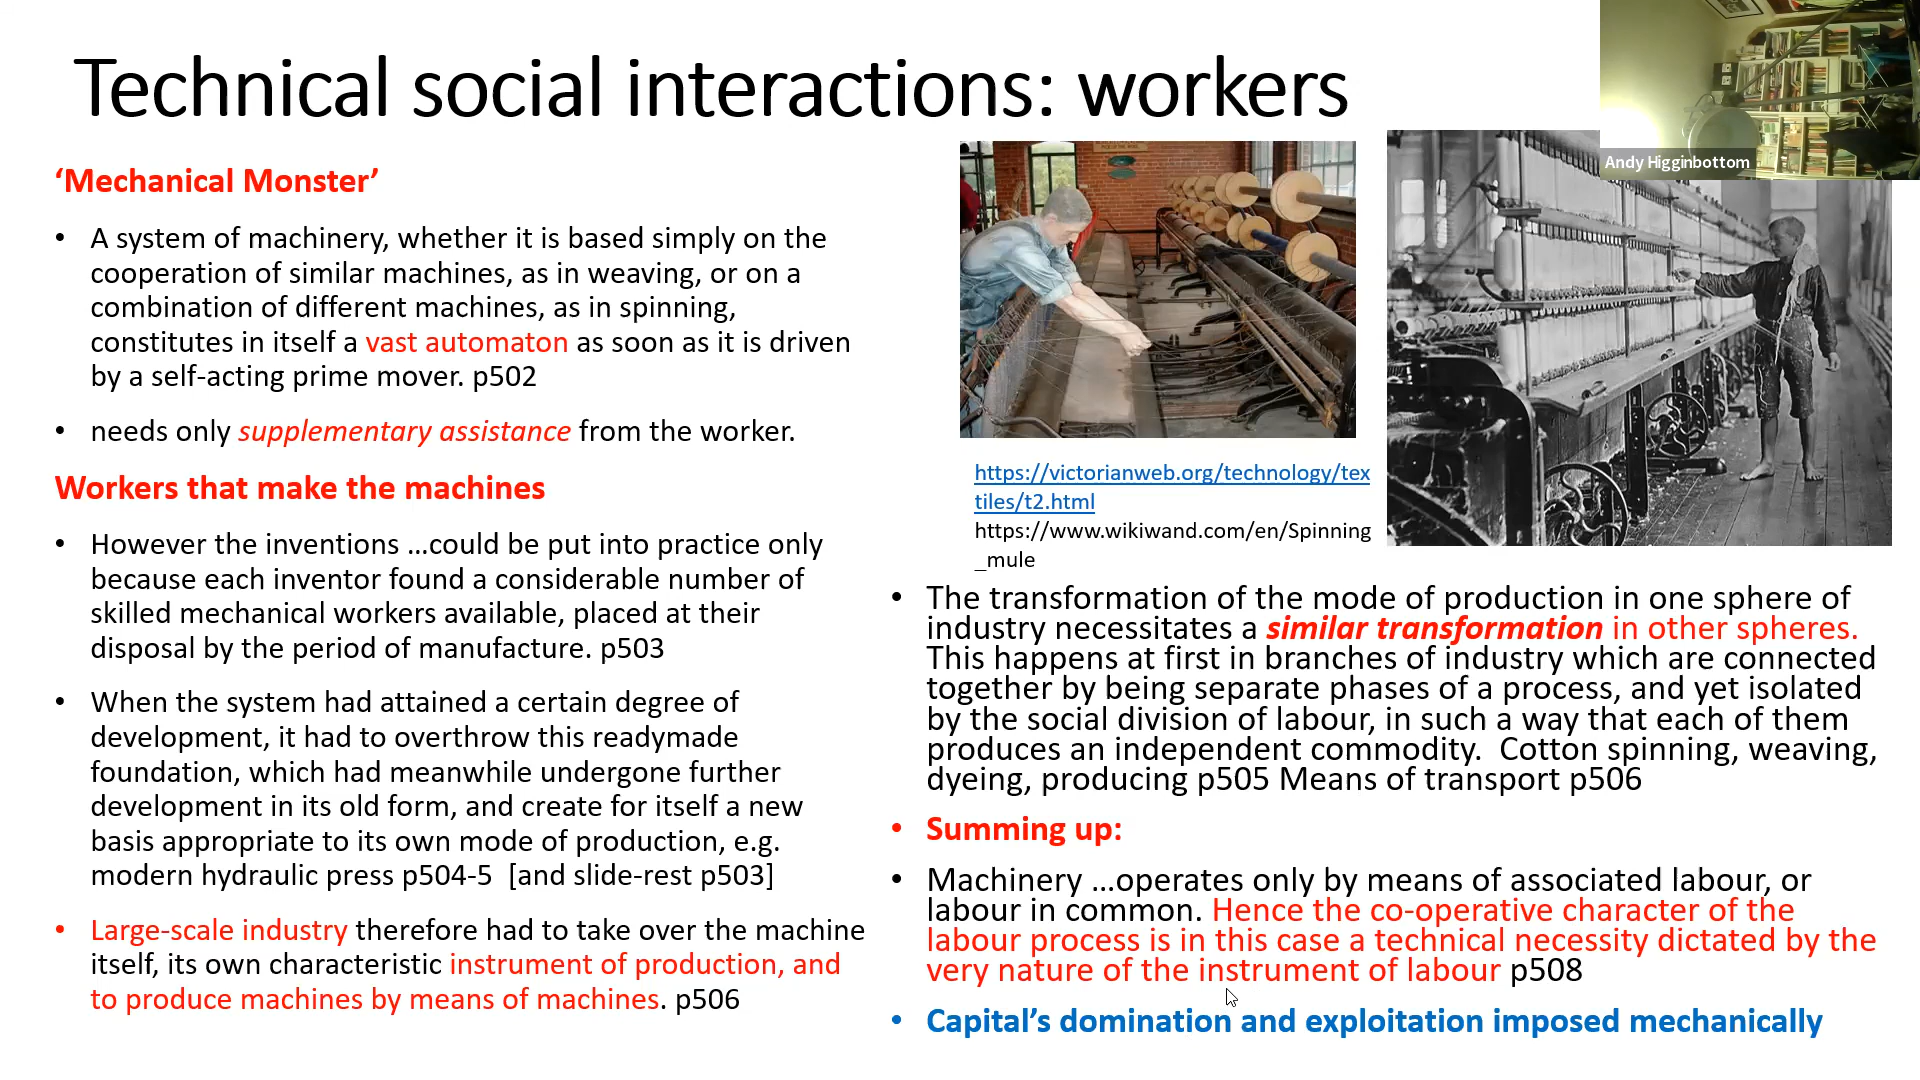 Technical social interactions: workers
Andy Higginbottom
‘Mechanical Monster’
• A system of machinery, whether it is based simply on the
cooperation of similar machines, as in weaving, or on a
combination of different machines, as in spinning,
constitutes in itself a vast automaton as soon as it is driven
by a self-acting prime mover. p502
• needs only supplementary assistance from the worker.
Workers that make the machines
• However the inventions …could be put into practice only
because each inventor found a considerable number of
skilled mechanical workers available, placed at their
disposal by the period of manufacture. p503
• When the system had attained a certain degree of
development, it had to overthrow this readymade
foundation, which had meanwhile undergone further
development in its old form, and create for itself a new
basis appropriate to its own mode of production, e.g.
modern hydraulic press p504-5 [and slide-rest p503]
• Large-scale industry therefore had to take over the machine
itself, its own characteristic instrument of production, and
to produce machines by means of machines. p506
https://victorianweb.org/technology/tex
tiles/t2.html
https://www.wikiwand.com/en/Spinning
_mule
• The transformation of the mode of production in one sphere of
industry necessitates a similar transformation in other spheres.
This happens at first in branches of industry which are connected
together by being separate phases of a process, and yet isolated
by the social division of labour, in such a way that each of them
produces an independent commodity. Cotton spinning, weaving,
dyeing, producing p505 Means of transport p506
• Summing up:
• Machinery …operates only by means of associated labour, or
labour in common. Hence the co-operative character of the
labour process is in this case a technical necessity dictated by the
very nature of the instrument of labour p508
• Capital’s domination and exploitation imposed mechanically